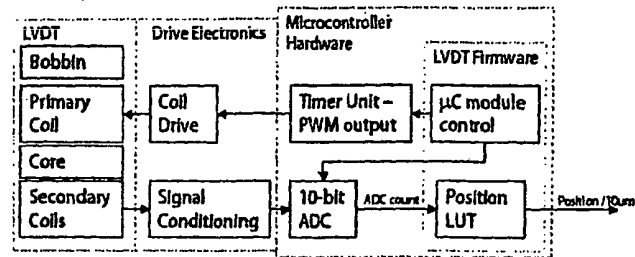 LVDT
Drive Electronics
Microcontroller
Hardware
LVDT Firmware
Bobbin
Primary
Coil
Coil
Drive
Timer Unit –
PWM output
µC module
control
Core
Secondary
Coils
Signal
Conditioning
10-bit
ADC
ADC count
Position
LUT
Position /10um